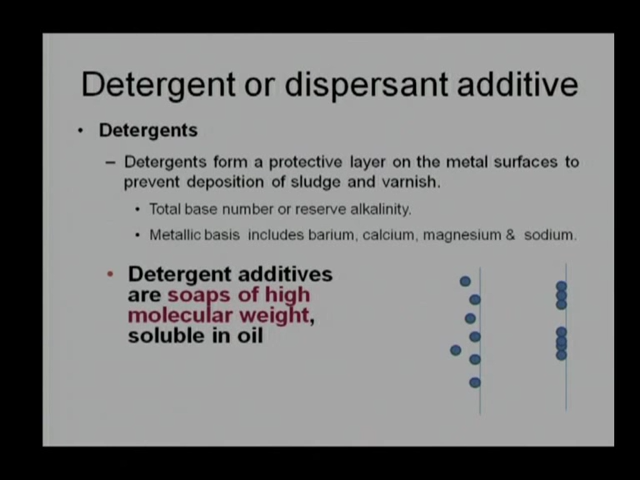 Detergent or dispersant additive
• Detergents
– Detergents form a protective layer on the metal surfaces to
prevent deposition of sludge and varnish.
• Total base number or reserve alkalinity.
• Metallic basis includes barium, calcium, magnesium & sodium.
• Detergent additives
are soaps of high
molecular weight,
soluble in oil